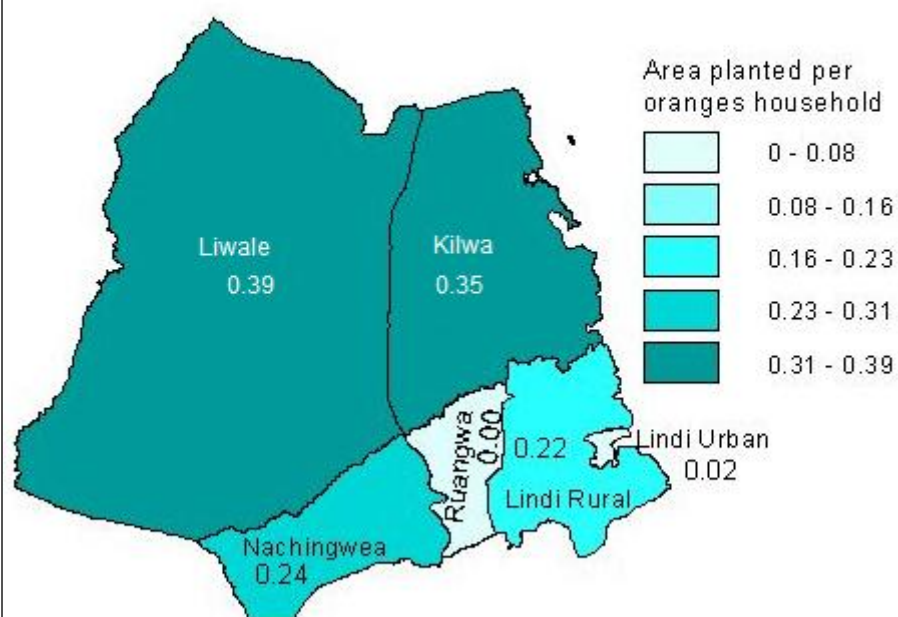 Area planted per
oranges household
0 - 0.08
0.08 - 0.16
0.16 - 0.23
0.23 - 0.31
0.31 - 0.39
Liwale
0.39
Kilwa
0.35
Ruangwa
0.00
0.22
Lindi Rural
Lindi Urban
0.02
Nachingwea
0.24